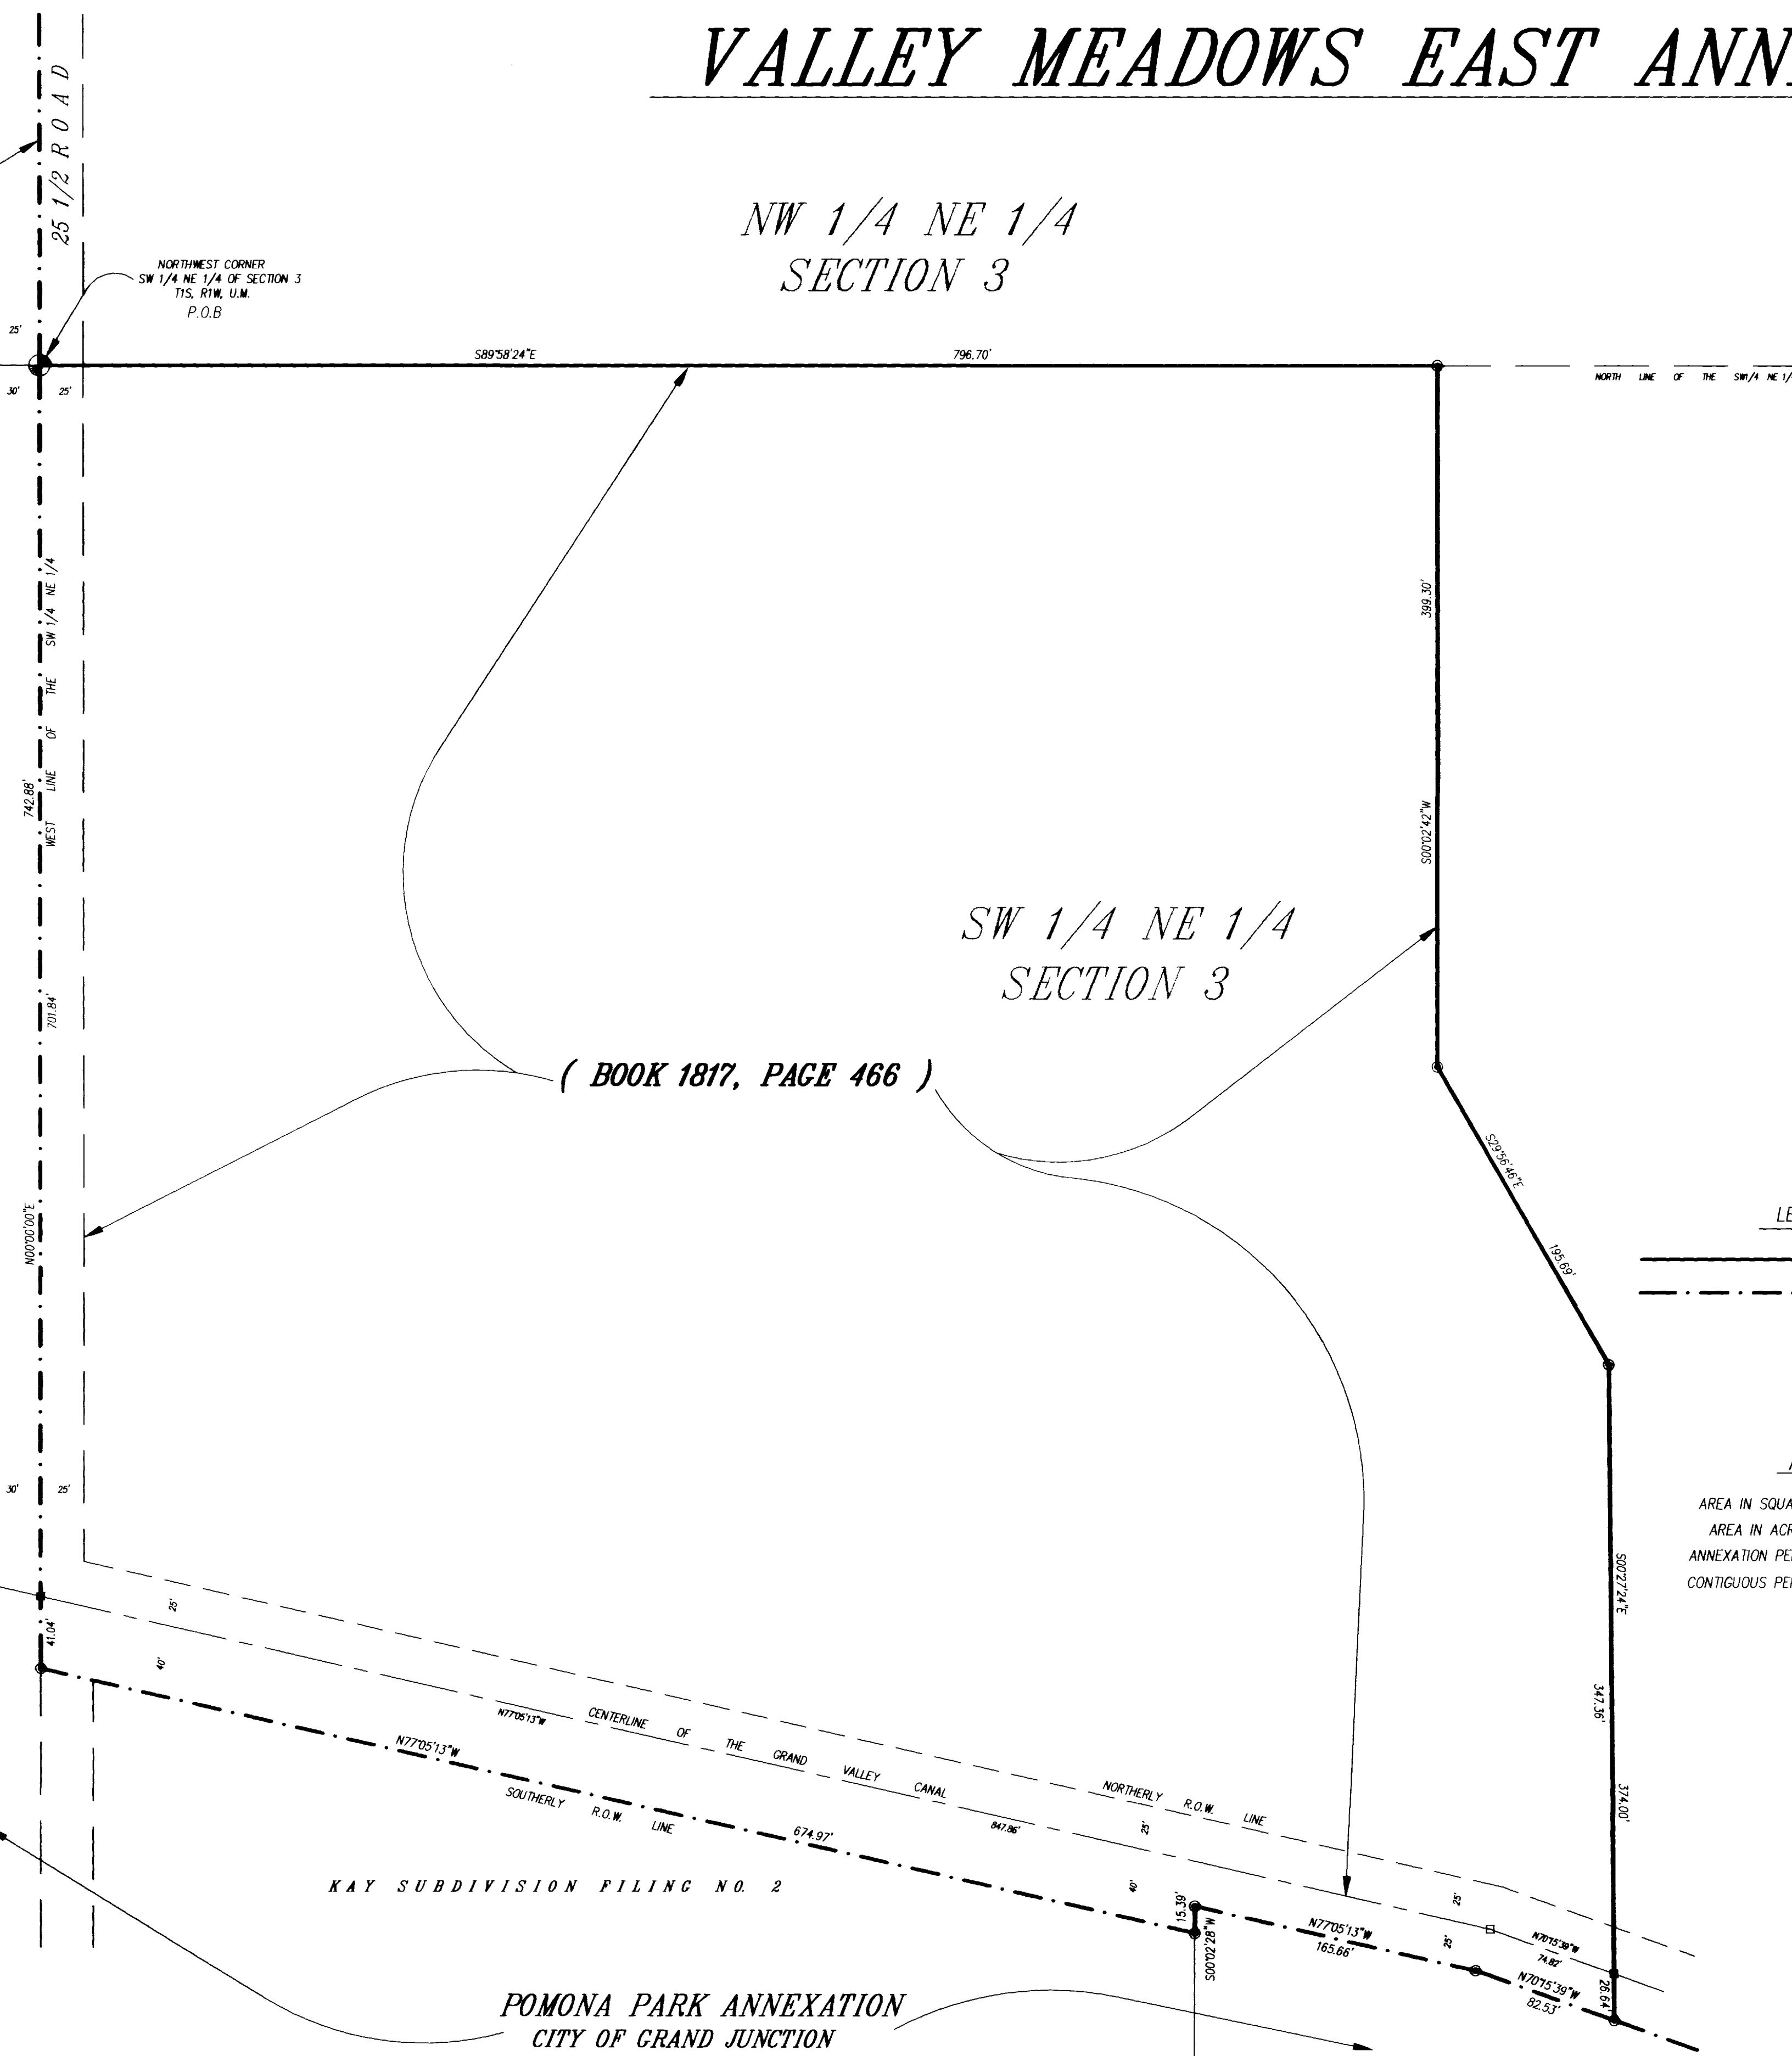 VALLEY MEADOWS EAST ANN
25 1/2 ROAD
NW 1/4 NE 1/4
SECTION 3
NORTHWEST CORNER
SW 1/4 NE 1/4 OF SECTION 3
T1S, R1W, U.M.
P.O.B
25'
30'
25'
S89°58'24"E
796.70'
NORTH LINE OF THE SW1/4 NE 1/
WEST LINE OF THE SW 1/4 NE 1/4
742.88'
701.84'
N00°00'00"E
399.30'
S00°02'42"W
SW 1/4 NE 1/4
SECTION 3
( BOOK 1817, PAGE 466 )
S29°56'46"E
195.69'
LE
AREA IN SQUA
AREA IN ACR
ANNEXATION PE
CONTIGUOUS PE
30'
25'
S00°27'24"E
347.36'
374.00'
41.04'
25'
40'
N77°05'13"W
N77°05'13"W
CENTERLINE OF THE GRAND VALLEY CANAL
SOUTHERLY R.O.W. LINE
674.97'
847.86'
NORTHERLY R.O.W. LINE
25'
40'
KAY SUBDIVISION FILING NO. 2
15.39'
S00°02'28"W
N77°05'13"W
165.66'
25'
25'
N70°15'39"W
74.82'
N70°15'39"W
82.53'
26.64'
POMONA PARK ANNEXATION
CITY OF GRAND JUNCTION